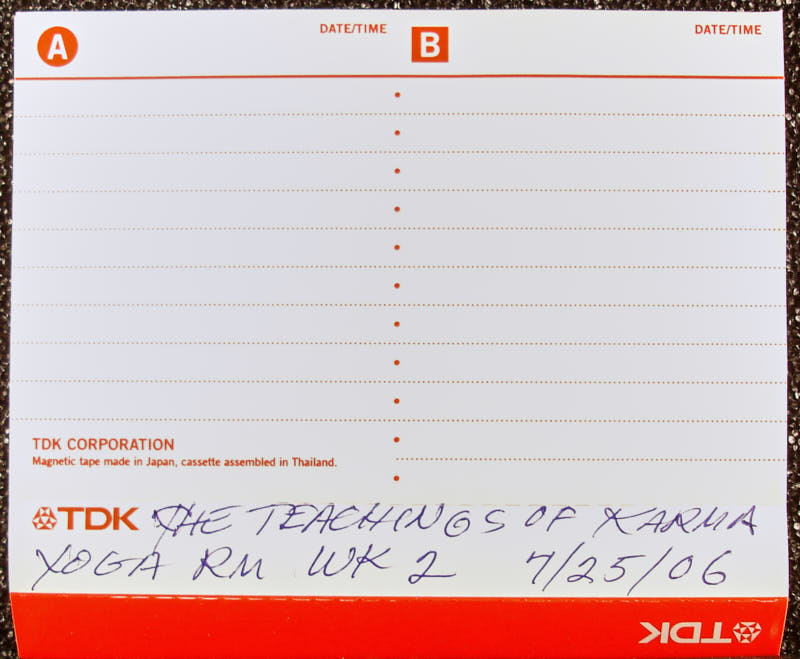 A DATE/TIME B DATE/TIME
TDK CORPORATION
Magnetic tape made in Japan, cassette assembled in Thailand.
TDK THE TEACHINGS OF KARMA
YOGA RM WK 2 7/25/06
TDK